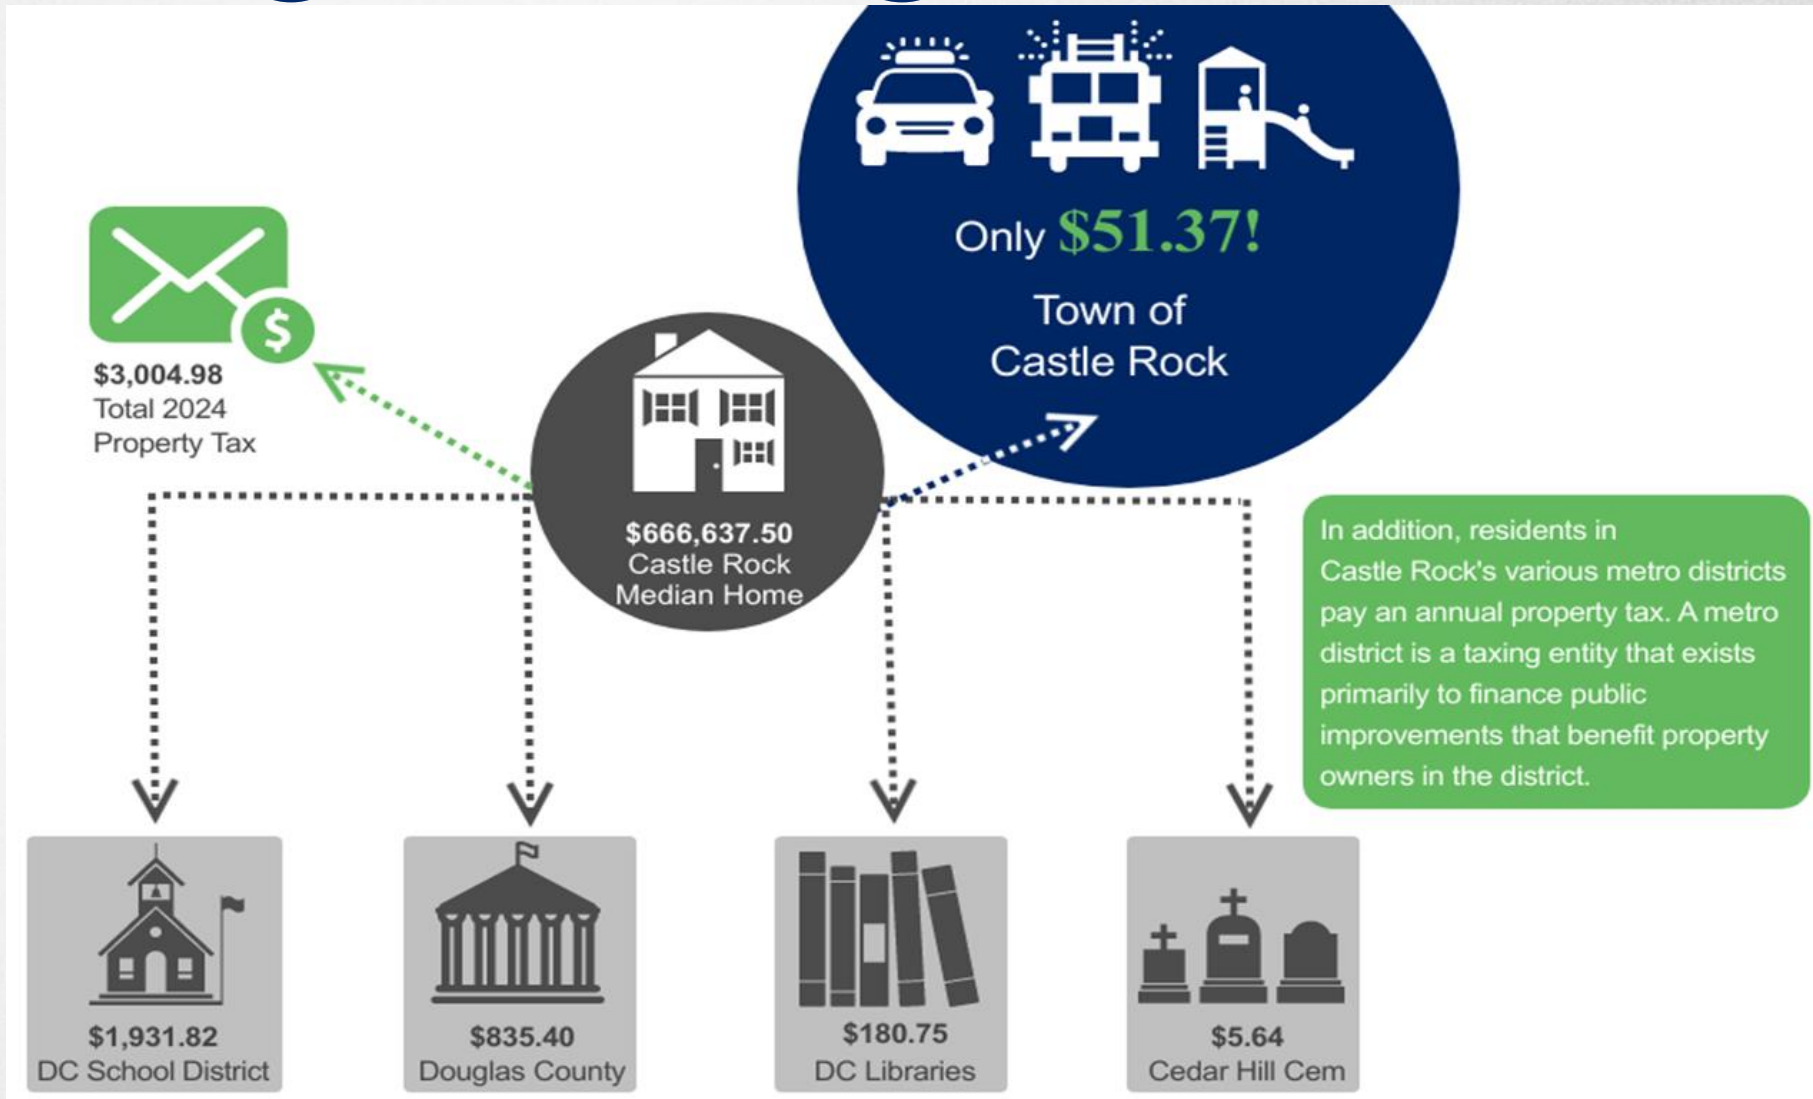 Only $51.37!
Town of
Castle Rock
$
$3,004.98
Total 2024
Property Tax
$666,637.50
Castle Rock
Median Home
In addition, residents in
Castle Rock's various metro districts
pay an annual property tax. A metro
district is a taxing entity that exists
primarily to finance public
improvements that benefit property
owners in the district.
$1,931.82
DC School District
$835.40
Douglas County
$180.75
DC Libraries
$5.64
Cedar Hill Cem